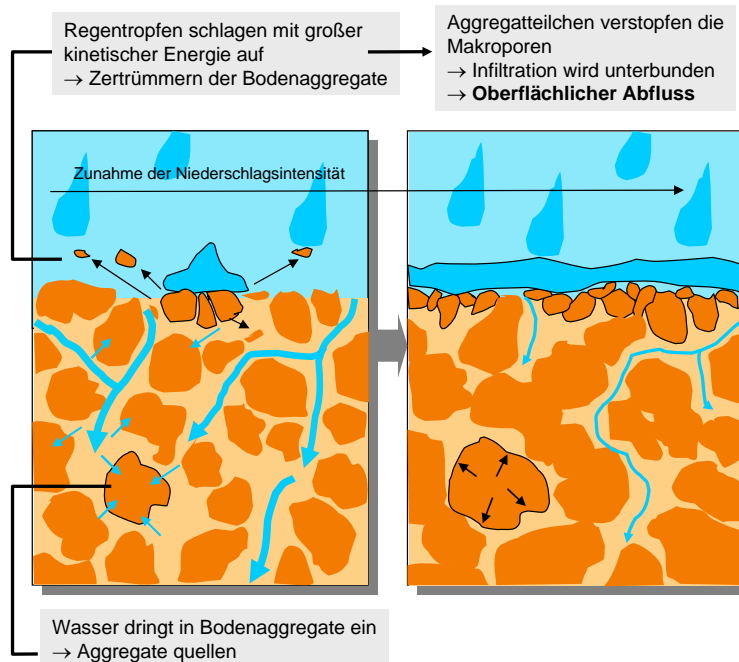 Regentropfen schlagen mit großer
kinetischer Energie auf
→ Zertrümmern der Bodenaggregate
Aggregatteilchen verstopfen die
Makroporen
→ Infiltration wird unterbunden
→ Oberflächlicher Abfluss
Zunahme der Niederschlagsintensität
Wasser dringt in Bodenaggregate ein
→ Aggregate quellen